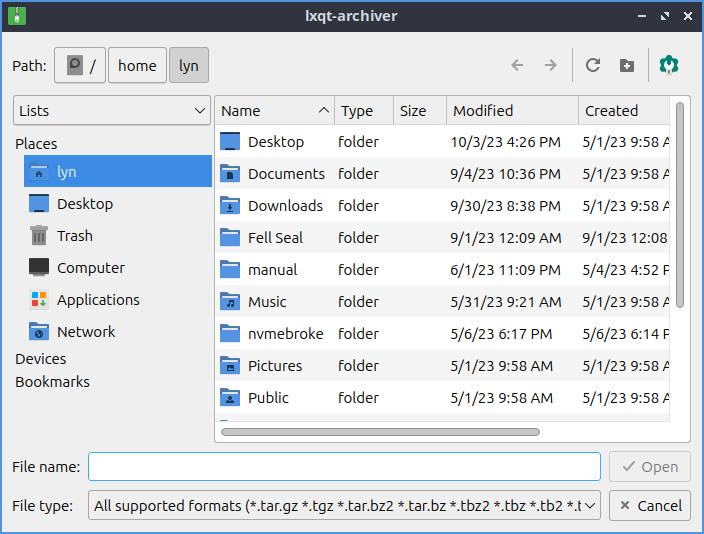 lxqt-archiver
Path: / home lyn
Lists
Places
lyn
Desktop
Trash
Computer
Applications
Network
Devices
Bookmarks
Name Type Size Modified Created
Desktop folder 10/3/23 4:26 PM 5/1/23 9:58 A
Documents folder 9/4/23 10:36 PM 5/1/23 9:58 A
Downloads folder 9/30/23 8:38 PM 5/1/23 9:58 A
Fell Seal folder 9/1/23 12:09 AM 9/1/23 12:08
manual folder 6/1/23 11:09 PM 5/4/23 4:52 P
Music folder 5/31/23 9:21 AM 5/1/23 9:58 A
nvmebroke folder 5/6/23 6:17 PM 5/6/23 6:14 P
Pictures folder 5/1/23 9:58 AM 5/1/23 9:58 A
Public folder 5/1/23 9:58 AM 5/1/23 9:58 A
File name: Open
File type: All supported formats (*.tar.gz *.tgz *.tar.bz2 *.tar.bz *.tbz2 *.tbz *.tb2 *.t Cancel